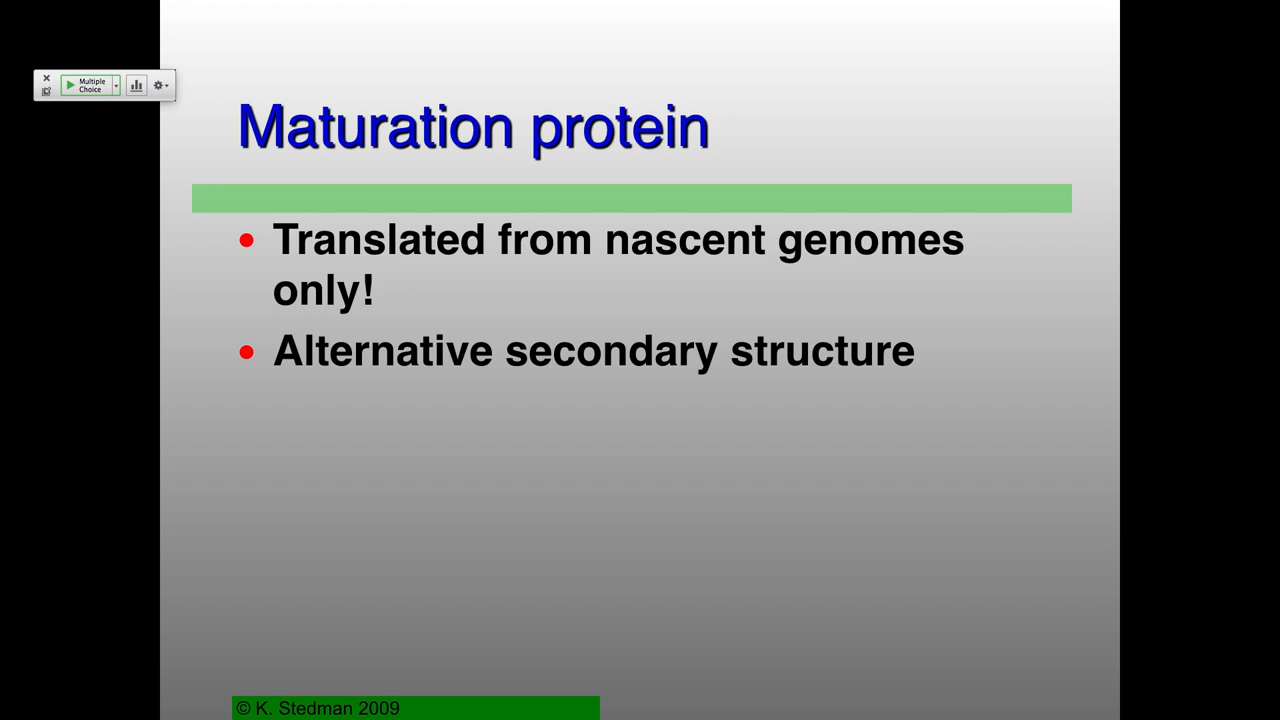 Multiple
Choice
Maturation protein
• Translated from nascent genomes
only!
• Alternative secondary structure
© K. Stedman 2009